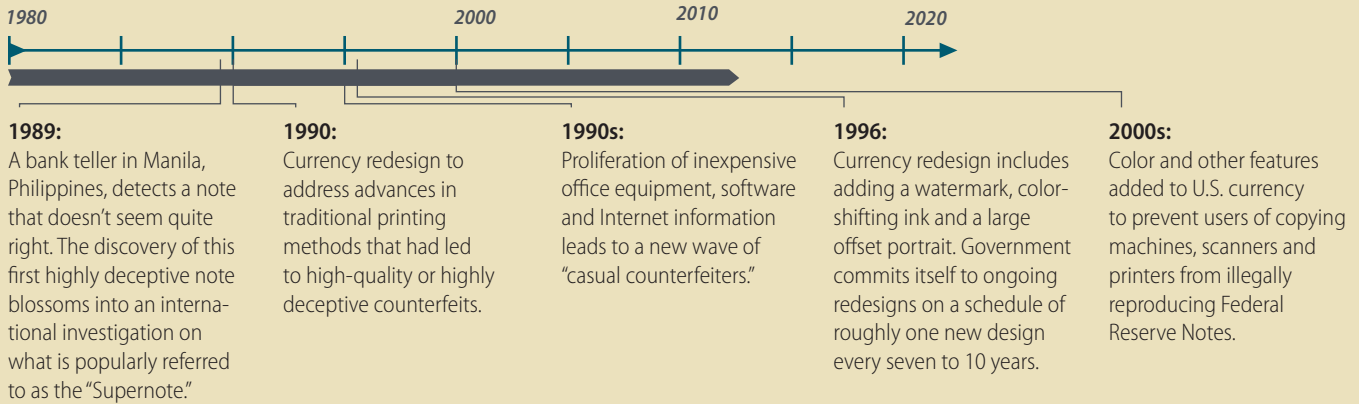 1980
2000
2010
2020
1989:
A bank teller in Manila,
Philippines, detects a note
that doesn’t seem quite
right. The discovery of this
first highly deceptive note
blossoms into an interna-
tional investigation on
what is popularly referred
to as the “Supernote.”
1990:
Currency redesign to
address advances in
traditional printing
methods that had led
to high-quality or highly
deceptive counterfeits.
1990s:
Proliferation of inexpensive
office equipment, software
and Internet information
leads to a new wave of
“casual counterfeiters.”
1996:
Currency redesign includes
adding a watermark, color-
shifting ink and a large
offset portrait. Government
commits itself to ongoing
redesigns on a schedule of
roughly one new design
every seven to 10 years.
2000s:
Color and other features
added to U.S. currency
to prevent users of copying
machines, scanners and
printers from illegally
reproducing Federal
Reserve Notes.